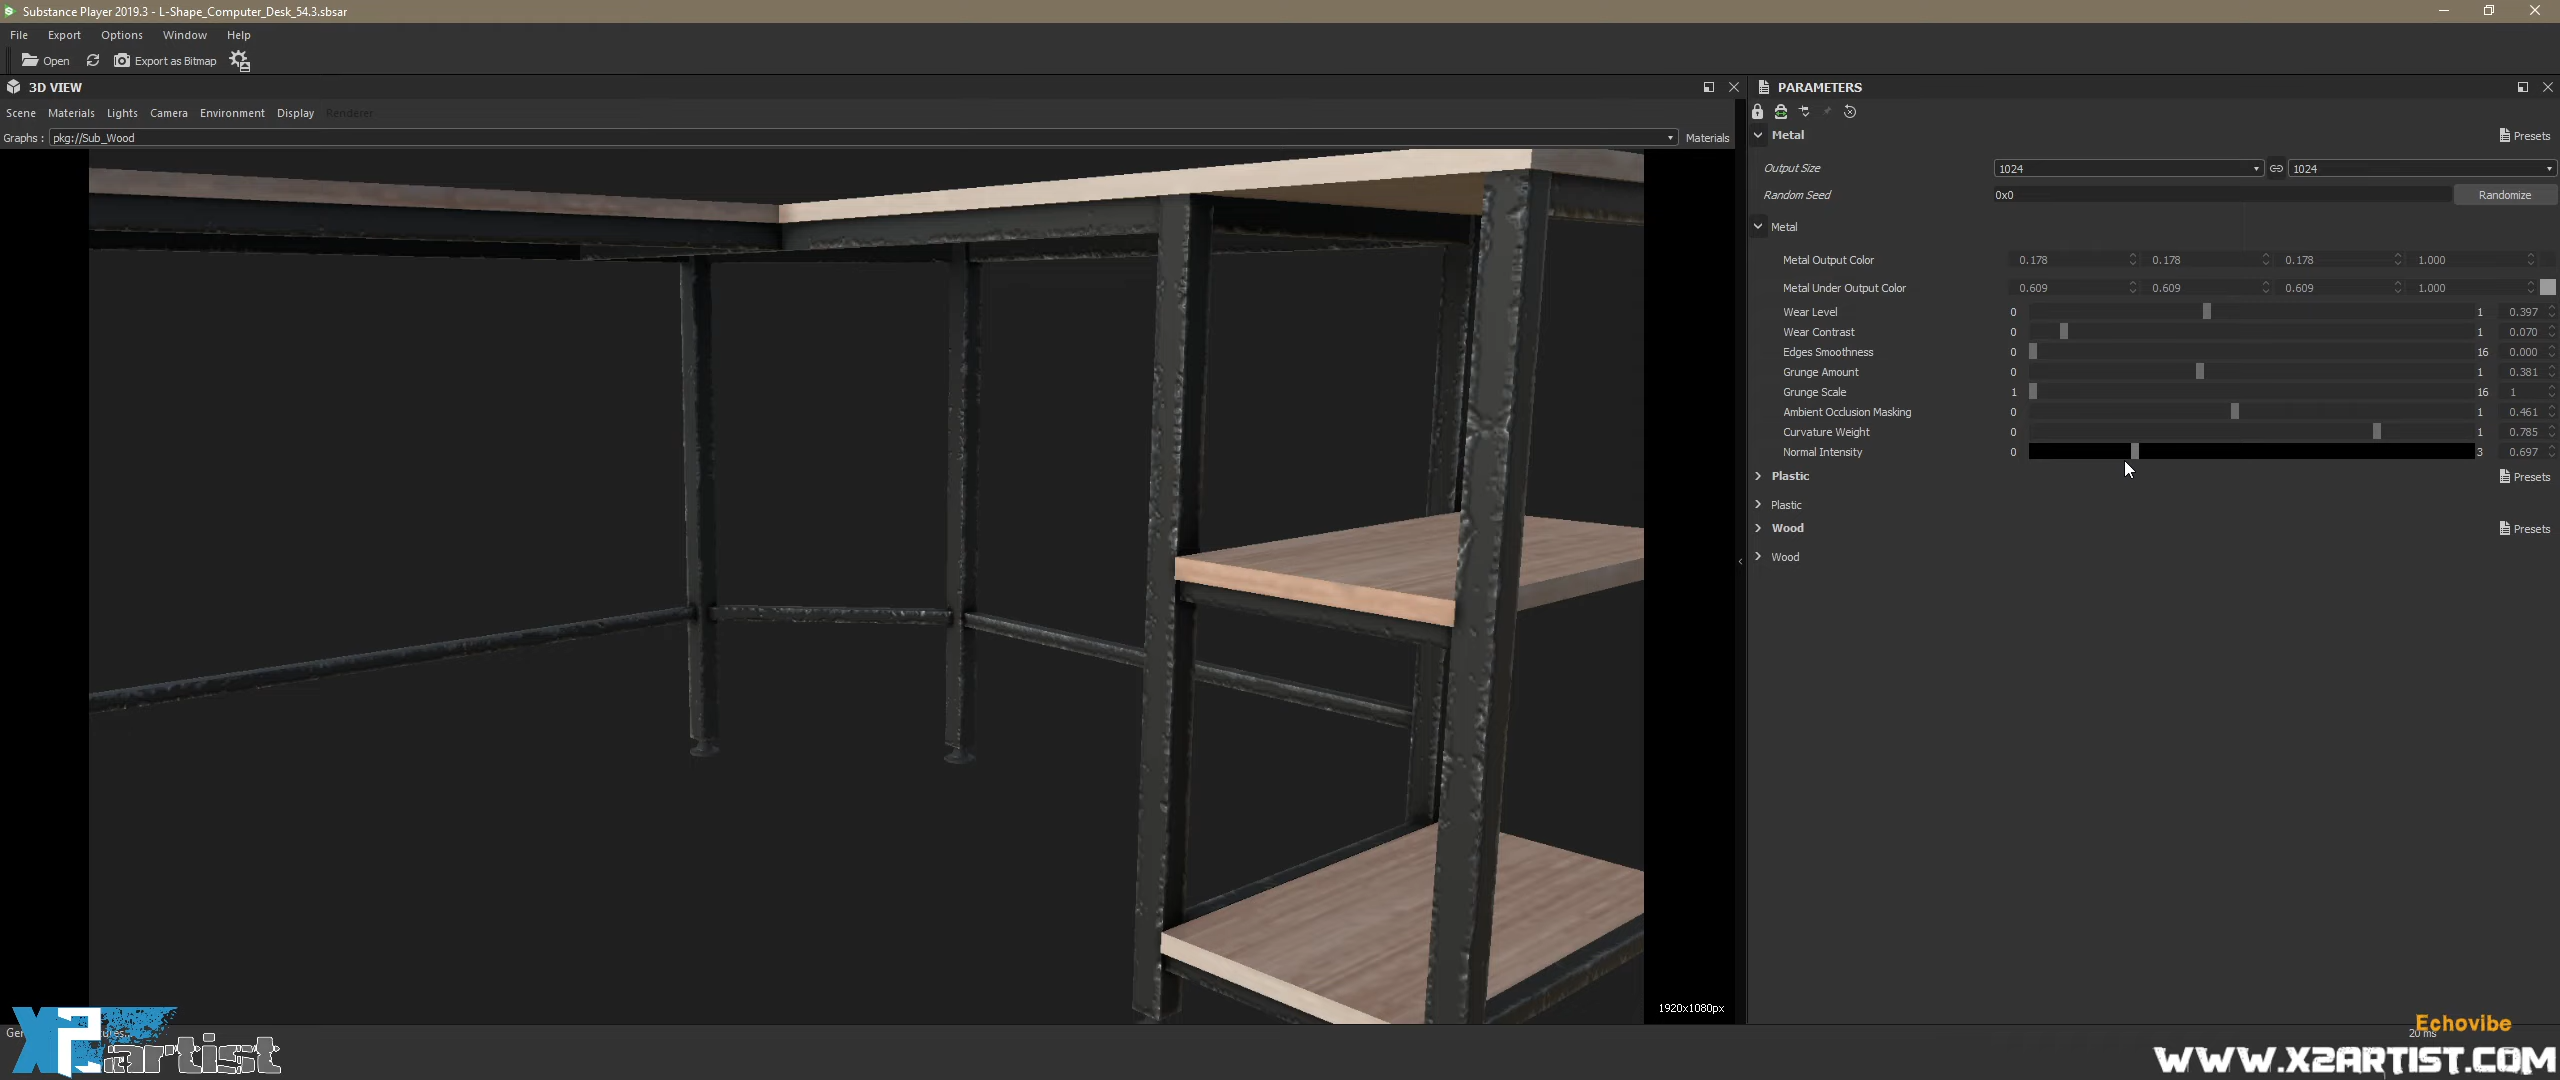 Substance Player 2019.3 - L-Shape_Computer_Desk_54.3.sbsar
File Export Options Window Help
Open Export as Bitmap
3D VIEW
Scene Materials Lights Camera Environment Display Renderer
Graphs : pkg://Sub_Wood Materials
PARAMETERS
Metal Presets
Output Size 1024 1024
Random Seed 0x0 Randomize
Metal
Metal Output Color 0.178 0.178 0.178 1.000
Metal Under Output Color 0.609 0.609 0.609 1.000
Wear Level 0 1 0.397
Wear Contrast 0 1 0.070
Edges Smoothness 0 16 0.000
Grunge Amount 0 1 0.381
Grunge Scale 1 16 1
Ambient Occlusion Masking 0 1 0.461
Curvature Weight 0 1 0.785
Normal Intensity 0 3 0.697
Plastic Presets
Plastic
Wood Presets
Wood
1920x1080px
X2artist
Echovibe
20 ms
WWW.X2ARTIST.COM